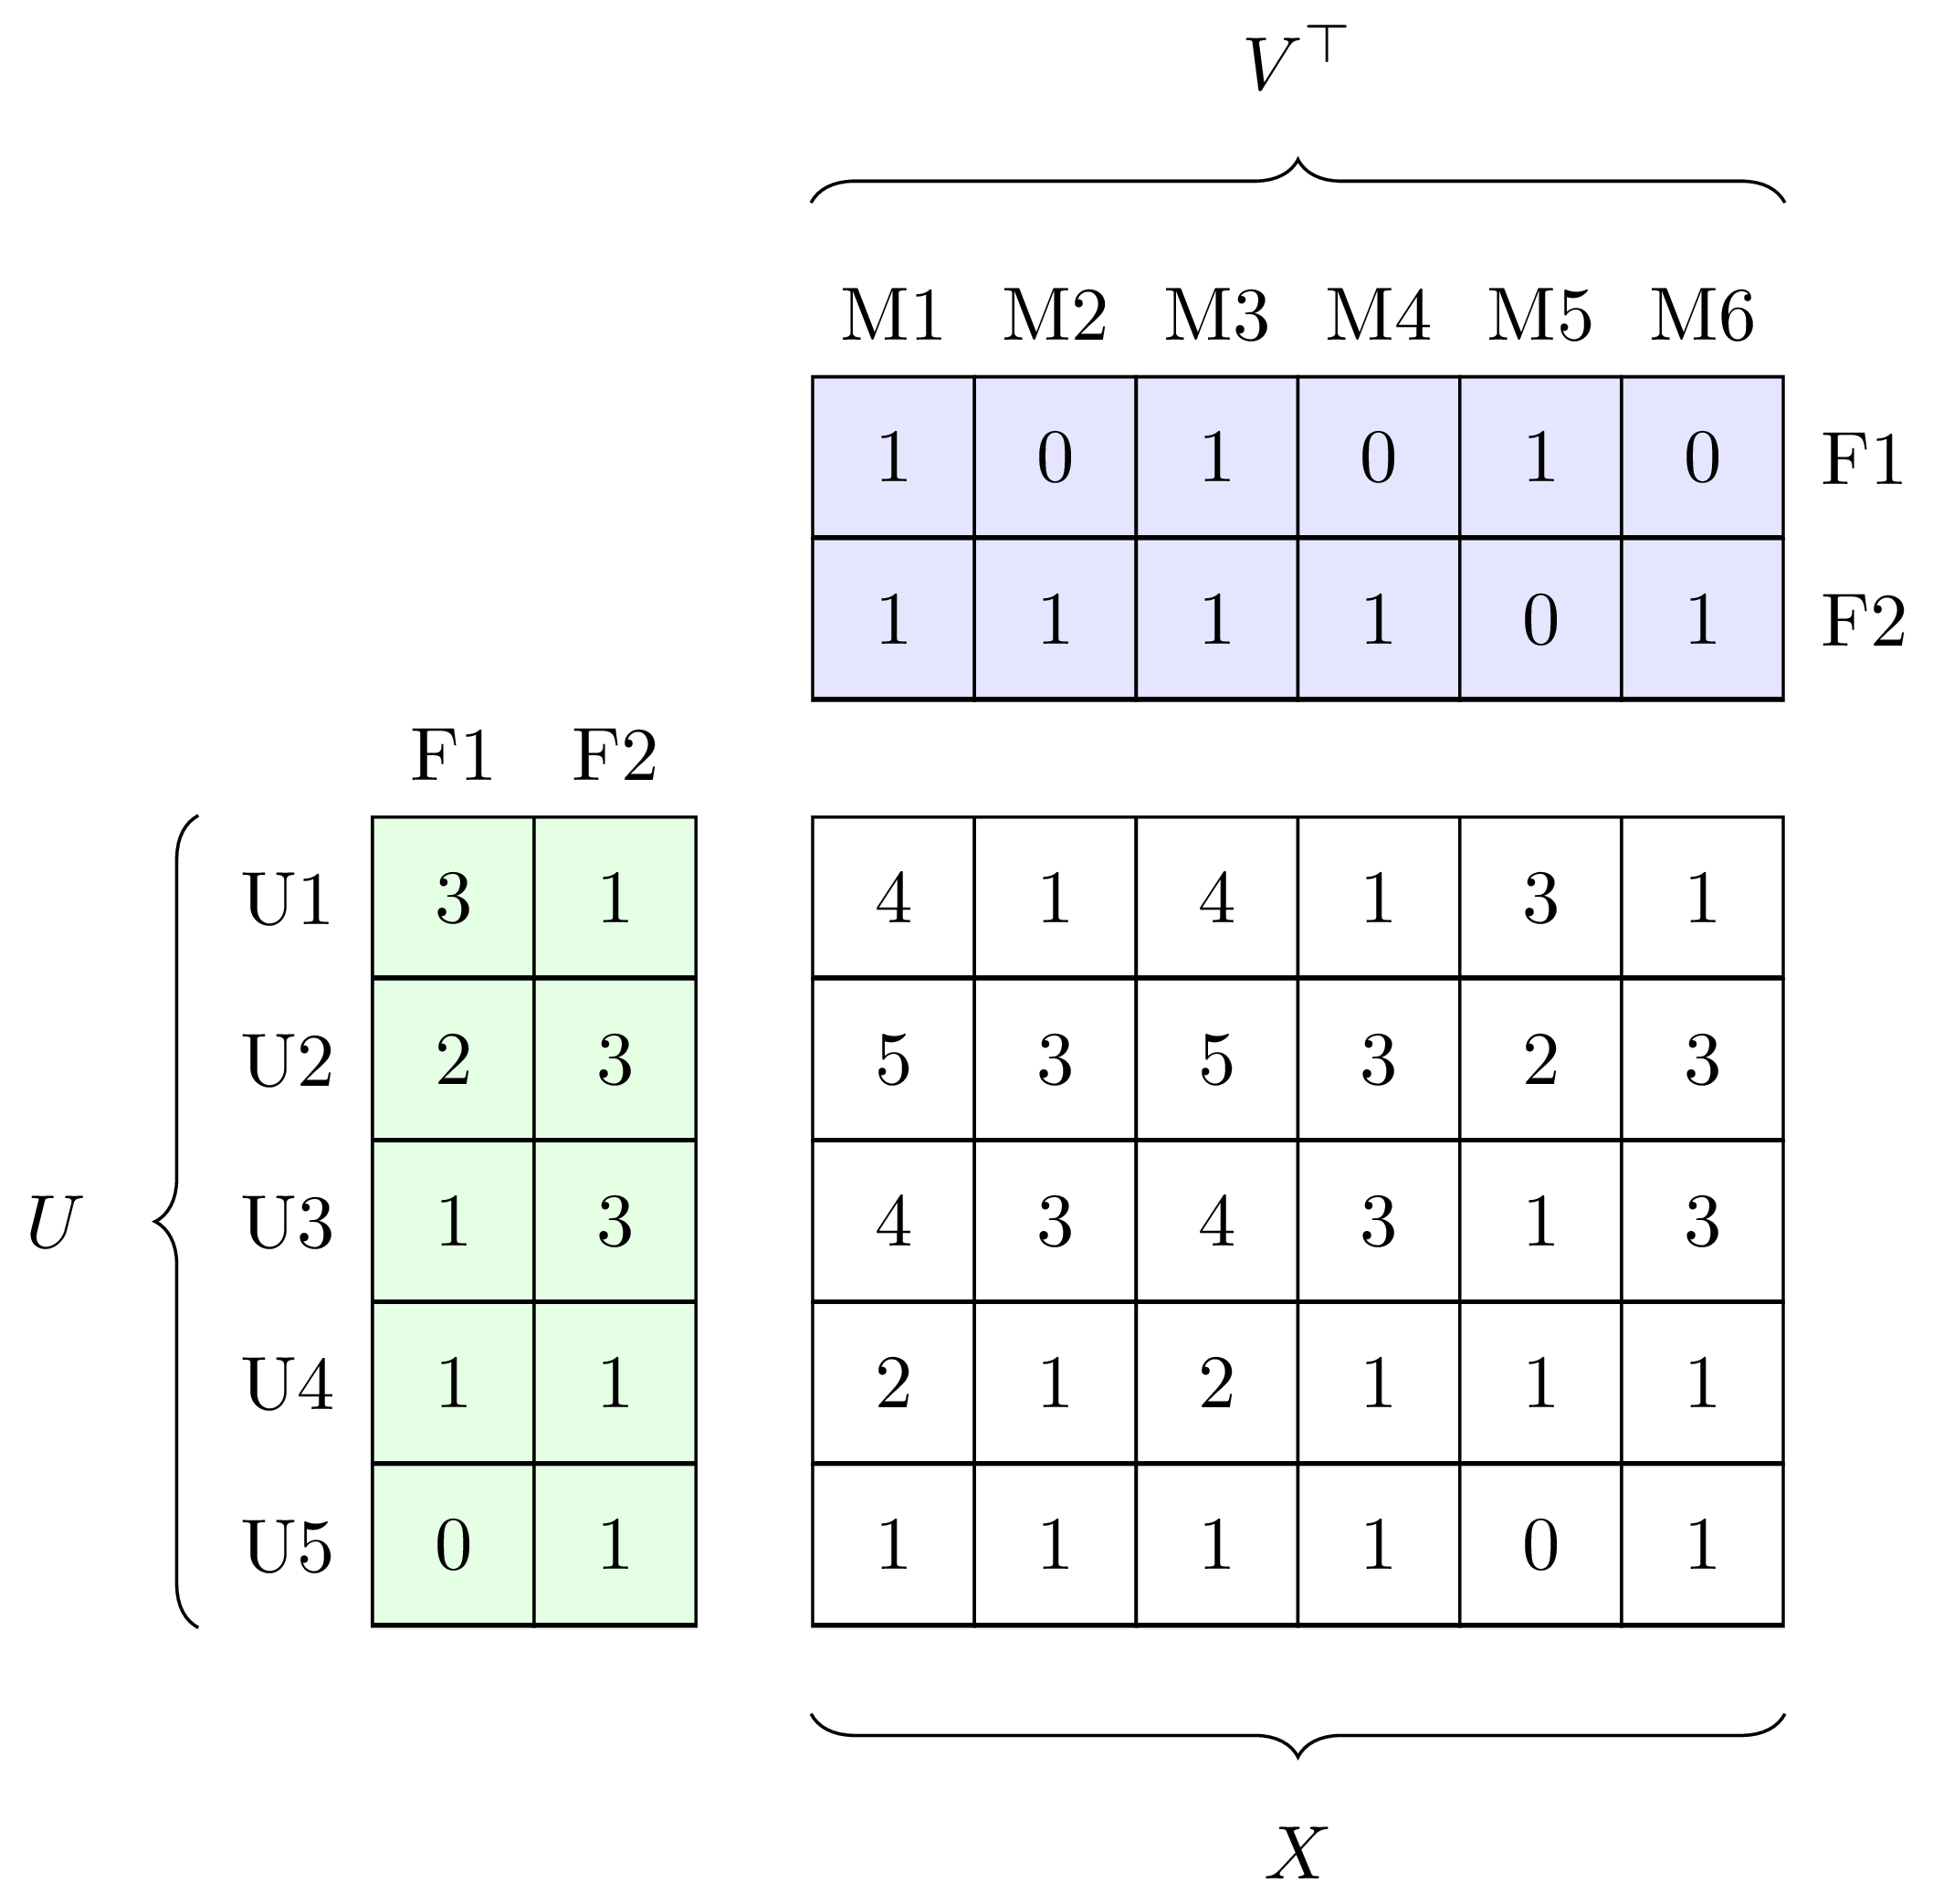 V⊤
M1 M2 M3 M4 M5 M6
1 0 1 0 1 0 F1
1 1 1 1 0 1 F2
F1 F2
U1 3 1 4 1 4 1 3 1
U2 2 3 5 3 5 3 2 3
U U3 1 3 4 3 4 3 1 3
U4 1 1 2 1 2 1 1 1
U5 0 1 1 1 1 1 0 1
X